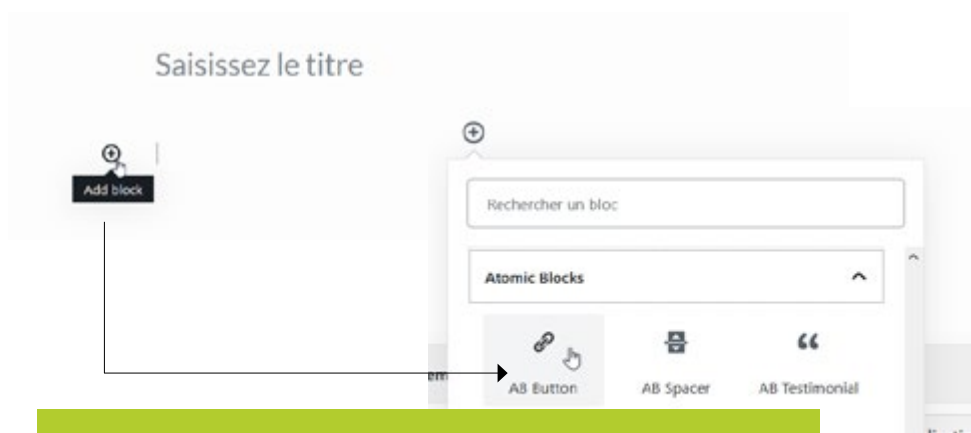 Saisissez le titre
Add block
Rechercher un bloc
Atomic Blocks
AB Button
AB Spacer
AB Testimonial